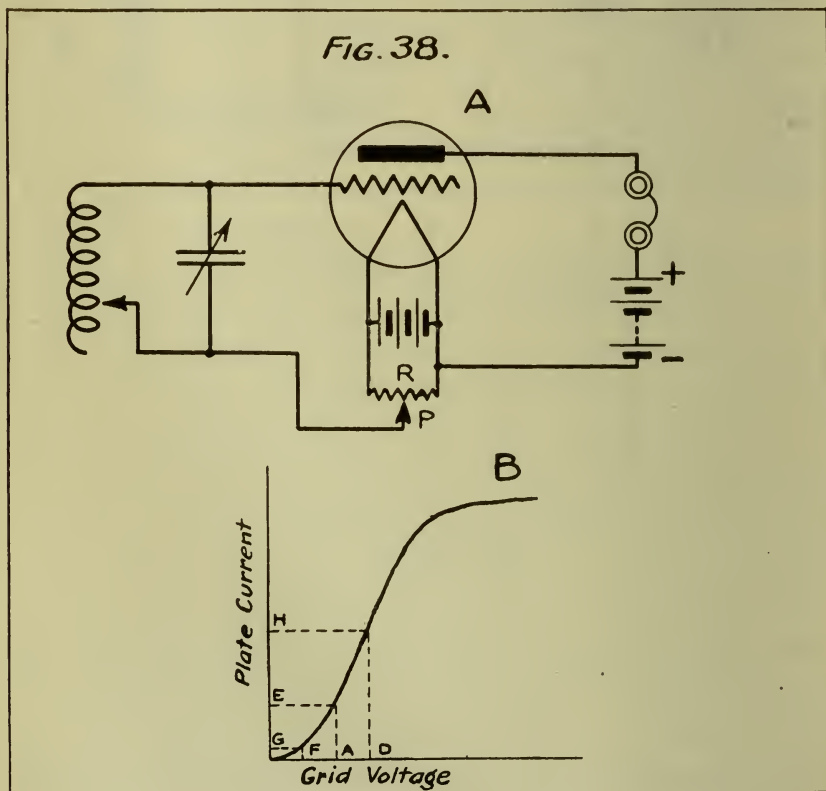 FIG. 38.
A
+
−
R
P
B
Plate Current
H
E
G
F A D
Grid Voltage